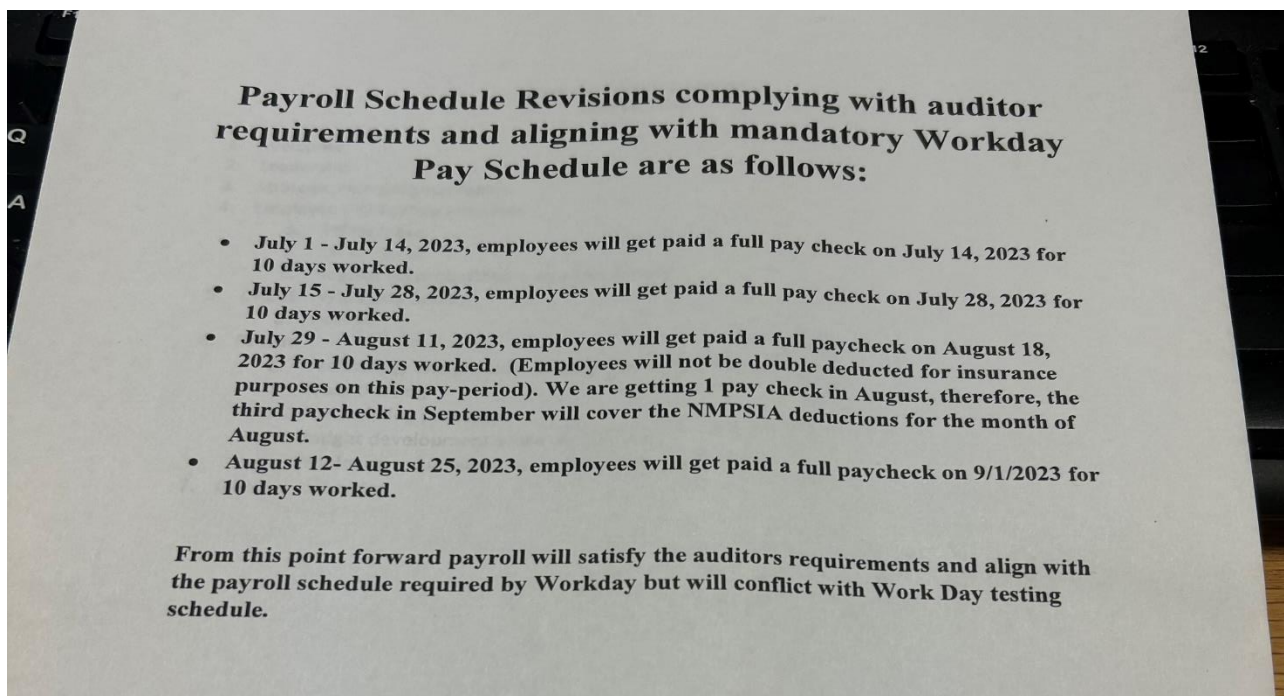 Payroll Schedule Revisions complying with auditor
requirements and aligning with mandatory Workday
Pay Schedule are as follows:
• July 1 - July 14, 2023, employees will get paid a full pay check on July 14, 2023 for
10 days worked.
• July 15 - July 28, 2023, employees will get paid a full pay check on July 28, 2023 for
10 days worked.
• July 29 - August 11, 2023, employees will get paid a full paycheck on August 18,
2023 for 10 days worked. (Employees will not be double deducted for insurance
purposes on this pay-period). We are getting 1 pay check in August, therefore, the
third paycheck in September will cover the NMPSIA deductions for the month of
August.
• August 12- August 25, 2023, employees will get paid a full paycheck on 9/1/2023 for
10 days worked.
From this point forward payroll will satisfy the auditors requirements and align with
the payroll schedule required by Workday but will conflict with Work Day testing
schedule.
Q
A